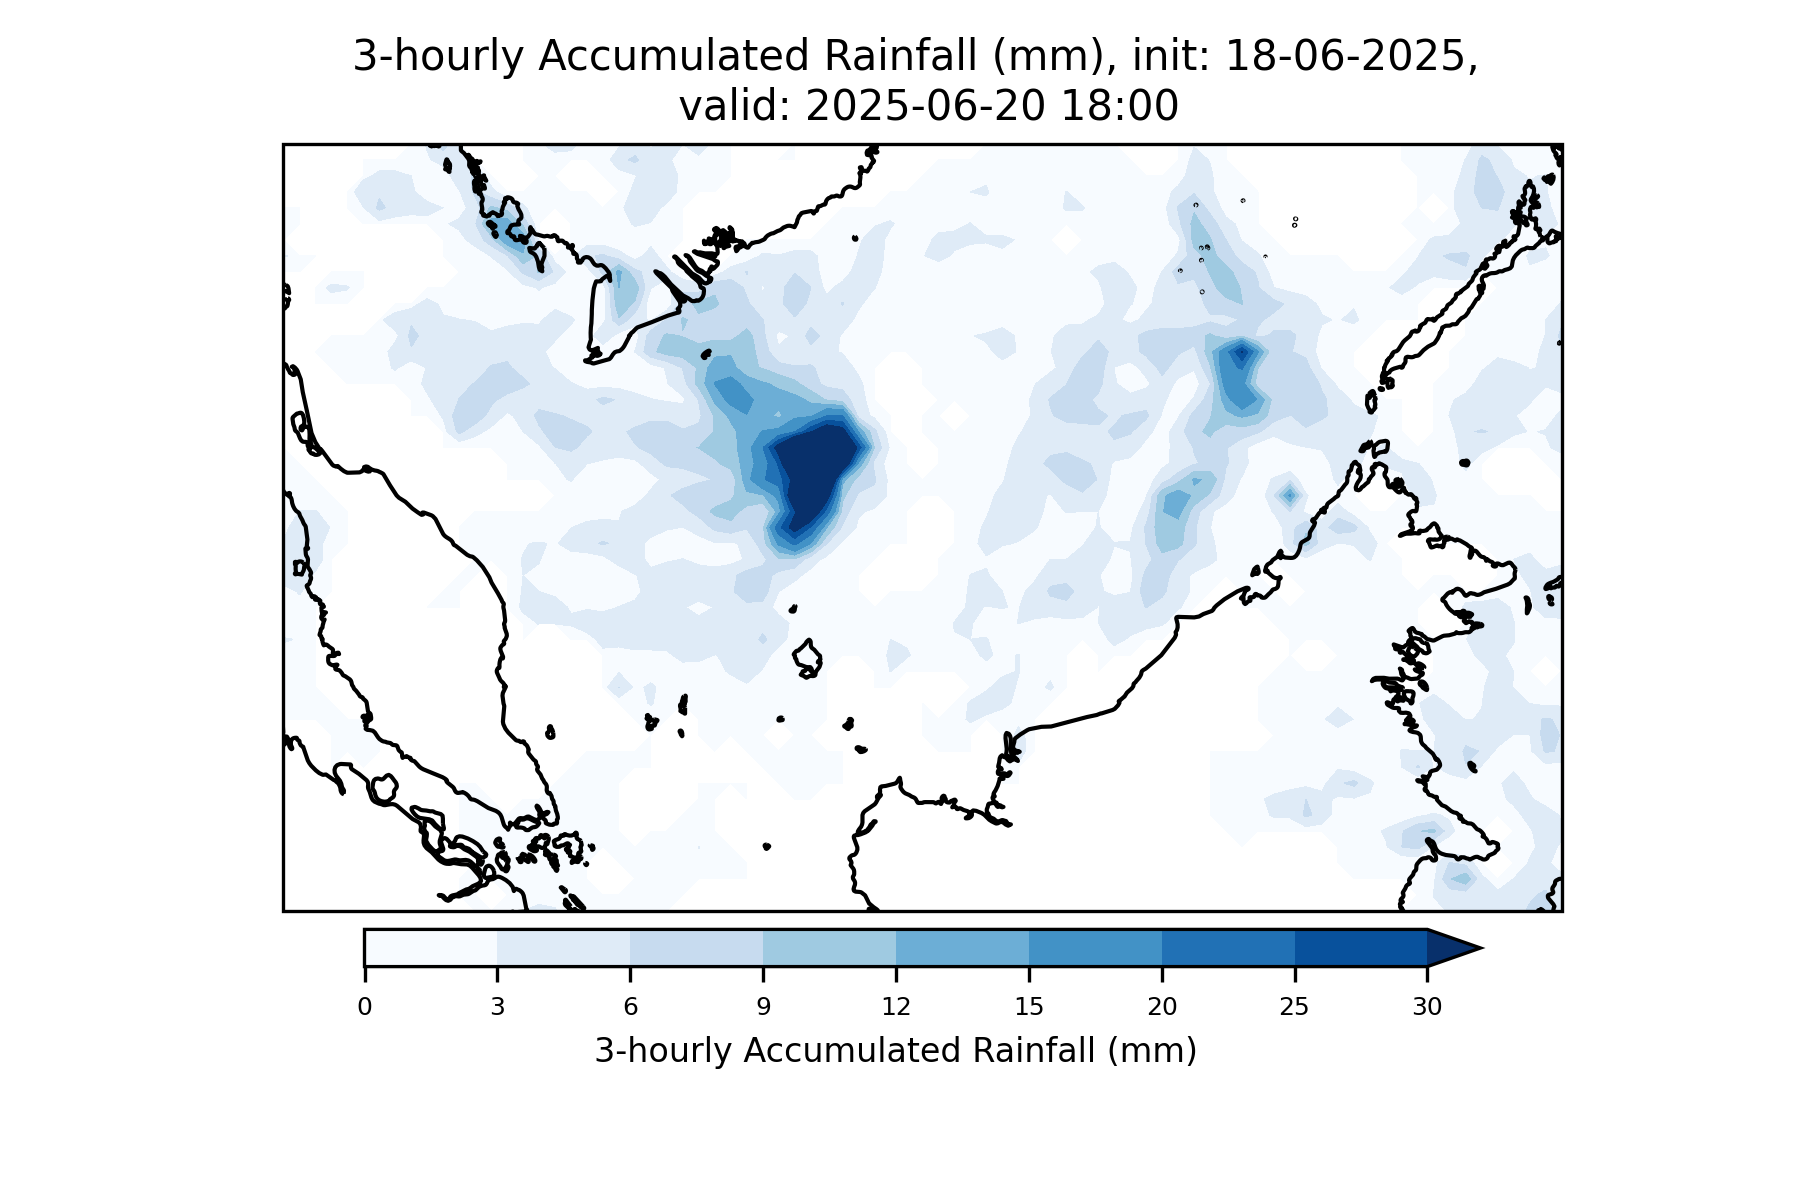 3-hourly Accumulated Rainfall (mm), init: 18-06-2025,
valid: 2025-06-20 18:00
0 3 6 9 12 15 20 25 30
3-hourly Accumulated Rainfall (mm)